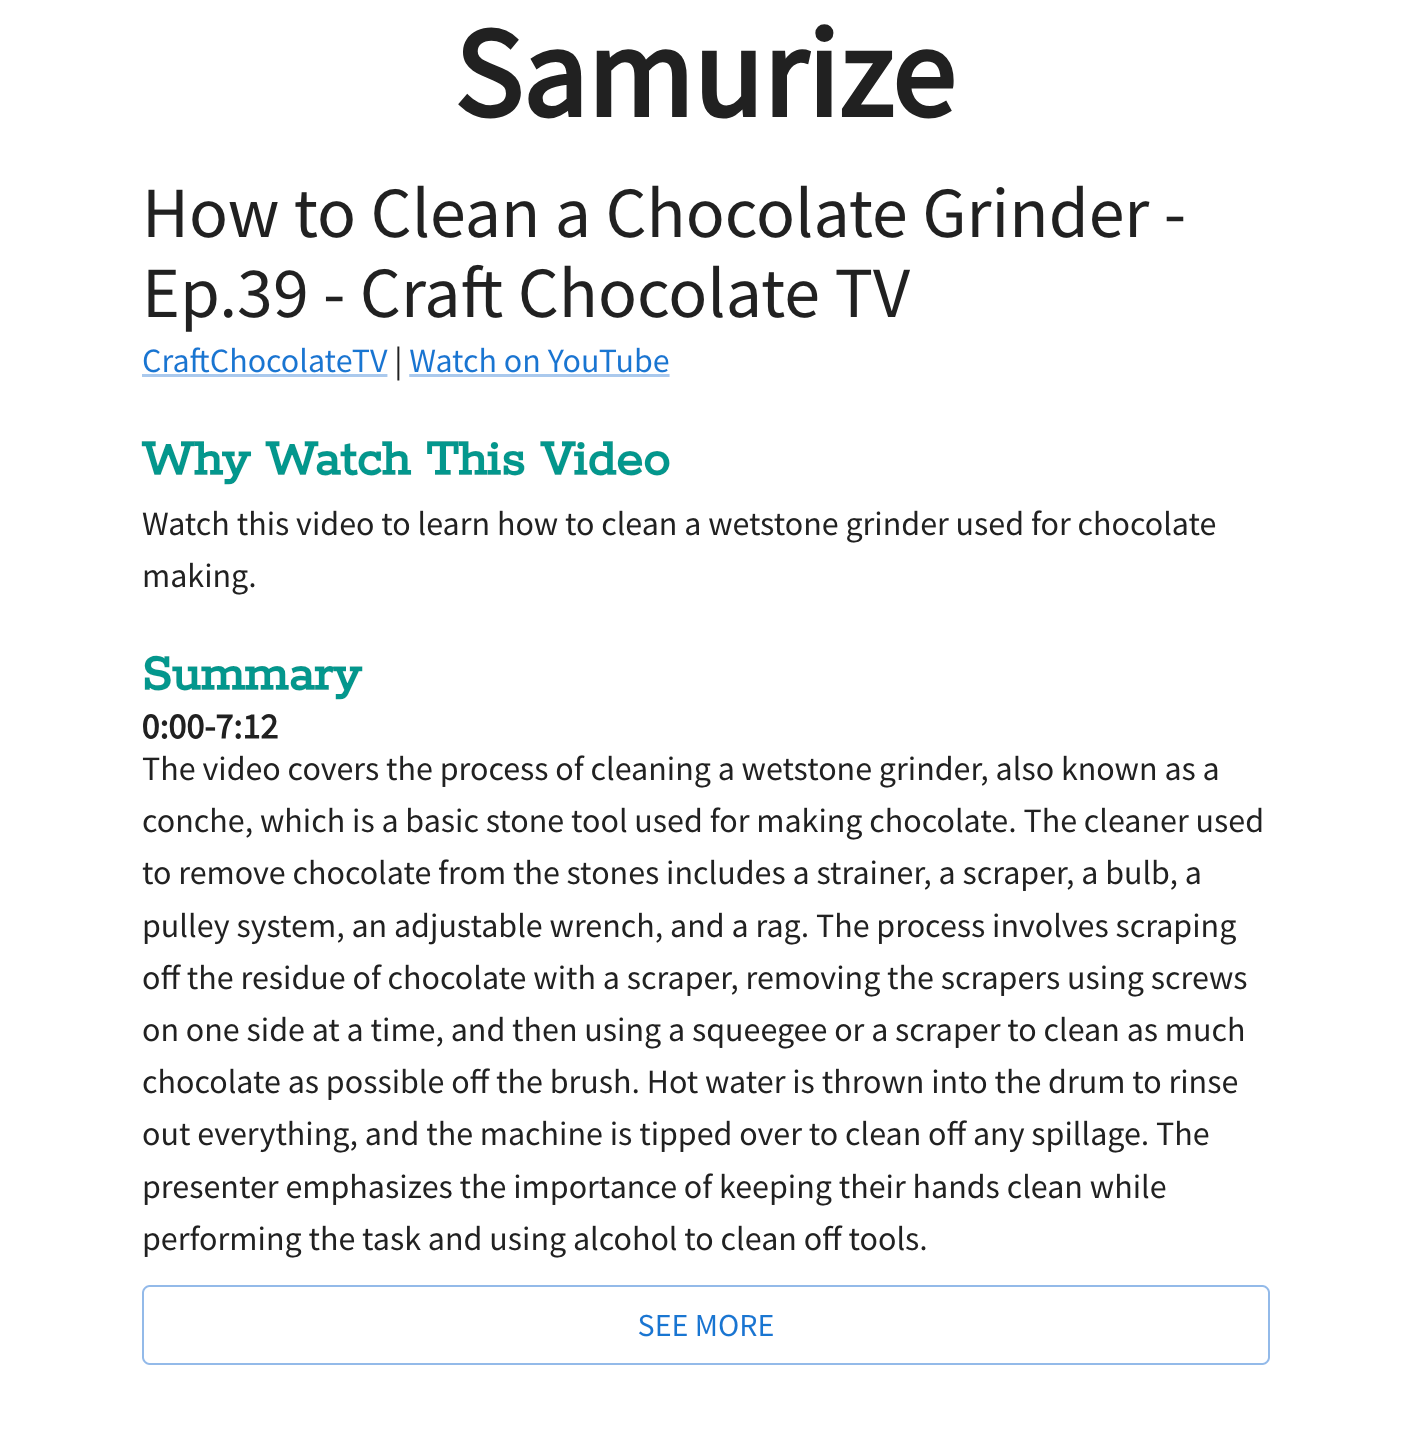 Samurize
How to Clean a Chocolate Grinder -
Ep.39 - Craft Chocolate TV
CraftChocolateTV | Watch on YouTube
Why Watch This Video
Watch this video to learn how to clean a wetstone grinder used for chocolate
making.
Summary
0:00-7:12
The video covers the process of cleaning a wetstone grinder, also known as a
conche, which is a basic stone tool used for making chocolate. The cleaner used
to remove chocolate from the stones includes a strainer, a scraper, a bulb, a
pulley system, an adjustable wrench, and a rag. The process involves scraping
off the residue of chocolate with a scraper, removing the scrapers using screws
on one side at a time, and then using a squeegee or a scraper to clean as much
chocolate as possible off the brush. Hot water is thrown into the drum to rinse
out everything, and the machine is tipped over to clean off any spillage. The
presenter emphasizes the importance of keeping their hands clean while
performing the task and using alcohol to clean off tools.
SEE MORE